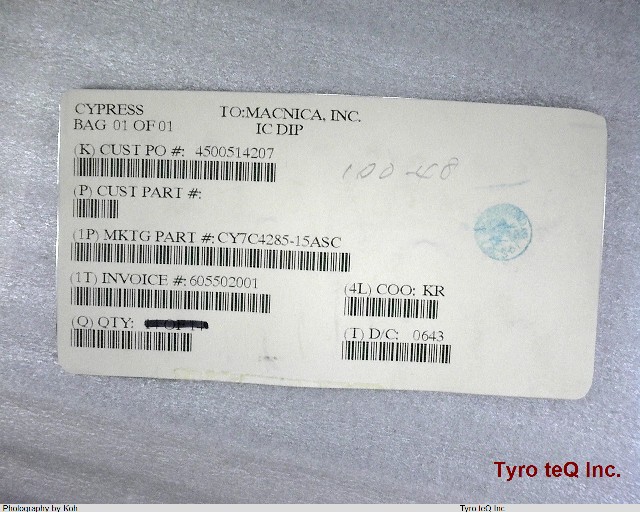 CYPRESS TO:MACNICA, INC.
BAG 01 OF 01 IC DIP
(K) CUST PO #: 4500514207
100-48
(P) CUST PART #:
(1P) MKTG PART #: CY7C4285-15ASC
(1T) INVOICE #: 605502001
(4L) COO: KR
(Q) QTY:
(T) D/C: 0643
Tyro teQ Inc.
Photography by Koh Tyro teQ Inc